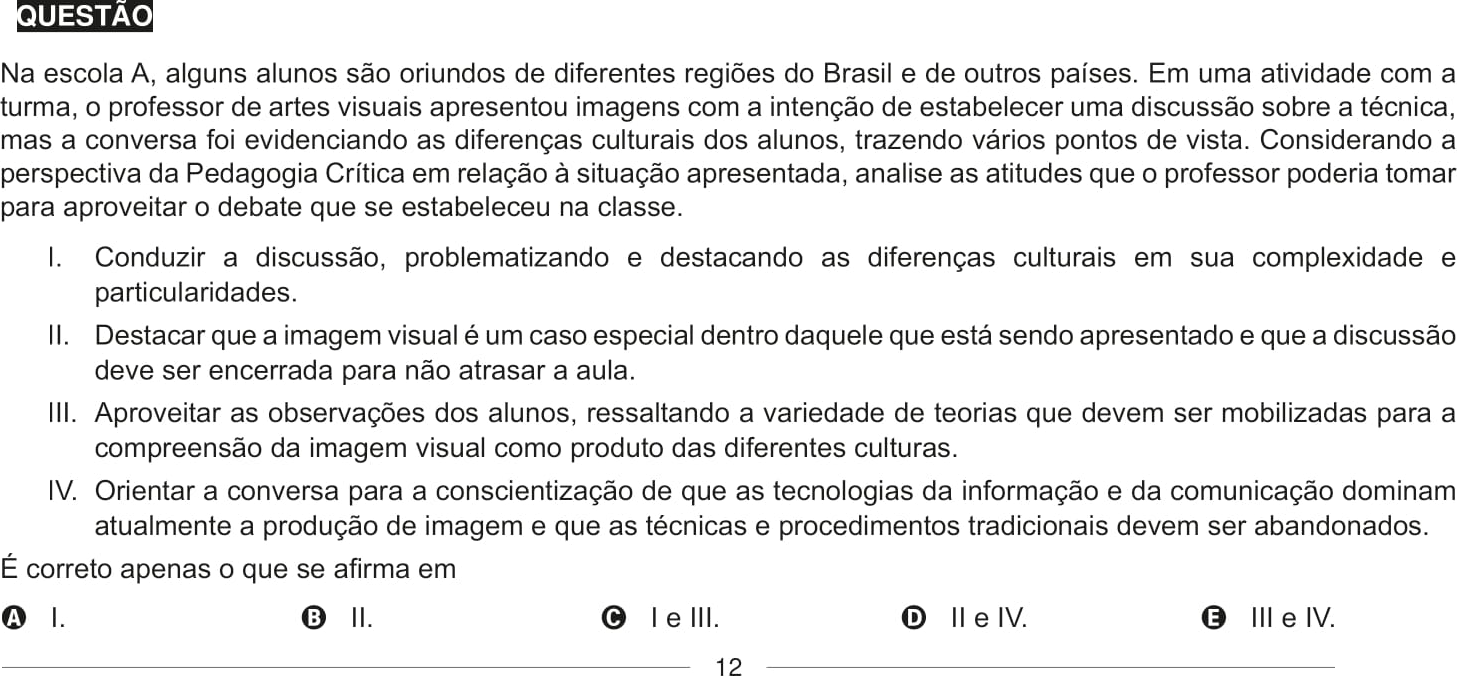 QUESTÃO
Na escola A, alguns alunos são oriundos de diferentes regiões do Brasil e de outros países. Em uma atividade com a
turma, o professor de artes visuais apresentou imagens com a intenção de estabelecer uma discussão sobre a técnica,
mas a conversa foi evidenciando as diferenças culturais dos alunos, trazendo vários pontos de vista. Considerando a
perspectiva da Pedagogia Crítica em relação à situação apresentada, analise as atitudes que o professor poderia tomar
para aproveitar o debate que se estabeleceu na classe.
I. Conduzir a discussão, problematizando e destacando as diferenças culturais em sua complexidade e
particularidades.
II. Destacar que a imagem visual é um caso especial dentro daquele que está sendo apresentado e que a discussão
deve ser encerrada para não atrasar a aula.
III. Aproveitar as observações dos alunos, ressaltando a variedade de teorias que devem ser mobilizadas para a
compreensão da imagem visual como produto das diferentes culturas.
IV. Orientar a conversa para a conscientização de que as tecnologias da informação e da comunicação dominam
atualmente a produção de imagem e que as técnicas e procedimentos tradicionais devem ser abandonados.
É correto apenas o que se afirma em
A I. B II. C I e III. D II e IV. E III e IV.
12